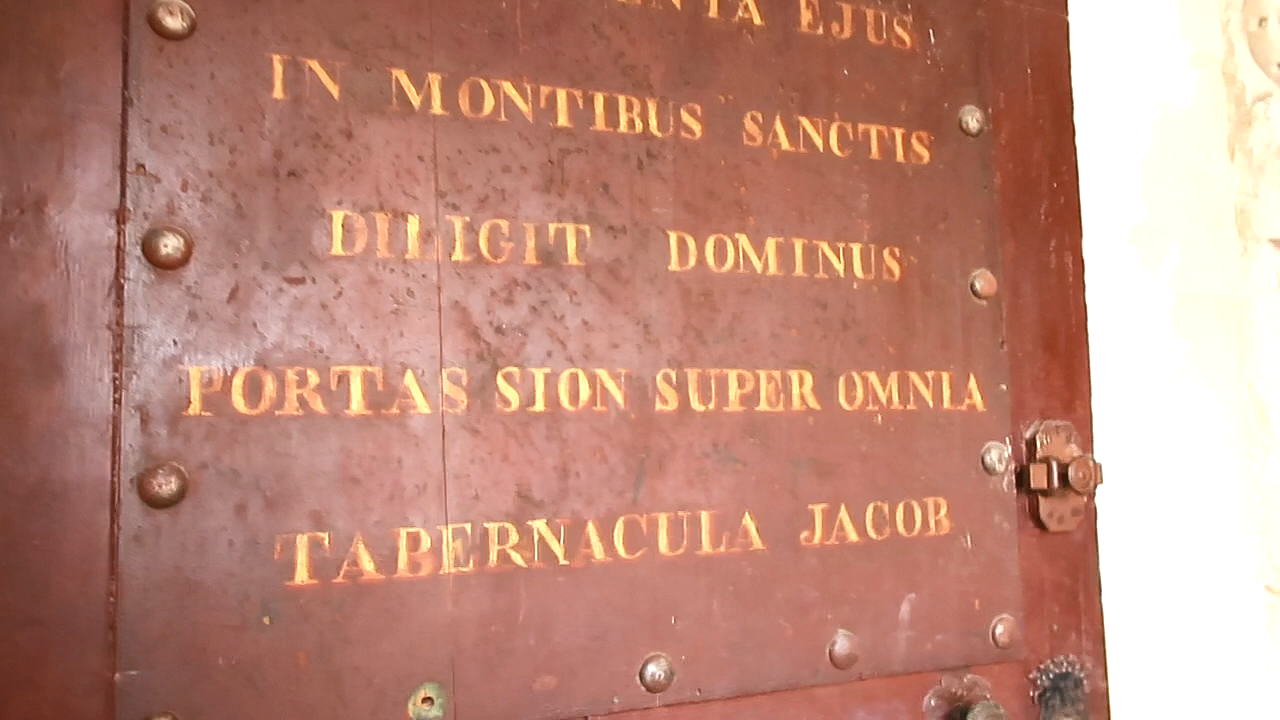 EJUS
IN MONTIBUS SANCTIS
DILIGIT DOMINUS
PORTAS SION SUPER OMNIA
TABERNACULA JACOB